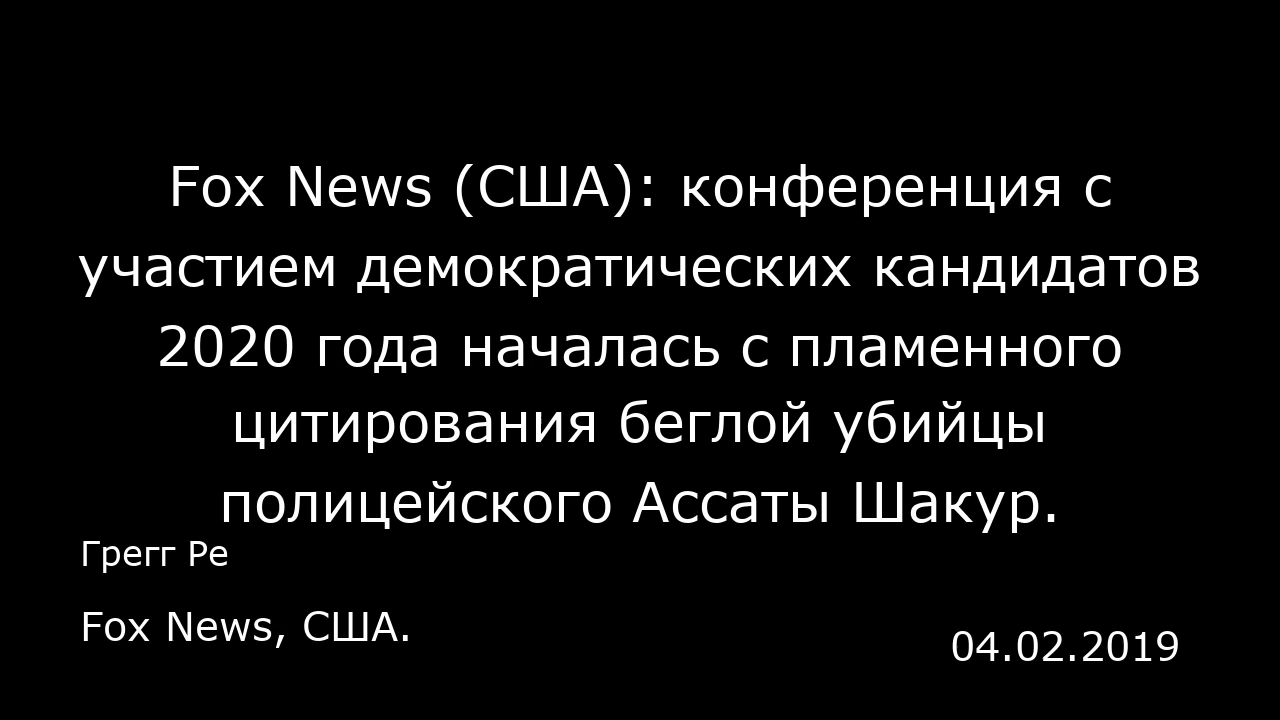 Fox News (США): конференция с
участием демократических кандидатов
2020 года началась с пламенного
цитирования беглой убийцы
полицейского Ассаты Шакур.
Грегг Ре
Fox News, США.
04.02.2019